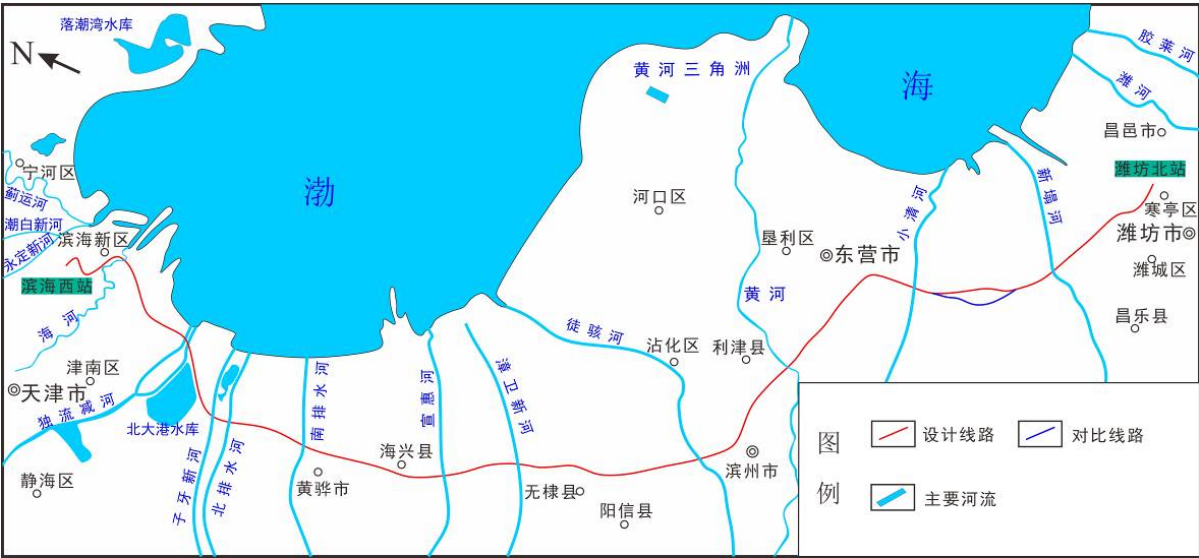 落潮湾水库
N
宁河区
蓟运河
潮白新河
永定新河
滨海新区
滨海西站
海河
津南区
天津市
独流减河
北大港水库
静海区
子牙新河
北排水河
南排水河
黄骅市
海兴县
宣惠河
漳卫新河
无棣县
阳信县
徒骇河
沾化区
利津县
滨州市
渤
海
黄河三角洲
河口区
垦利区
东营市
黄河
小清河
新塌河
胶莱河
潍河
昌邑市
潍坊北站
寒亭区
潍坊市
潍城区
昌乐县
图例
设计线路
对比线路
主要河流